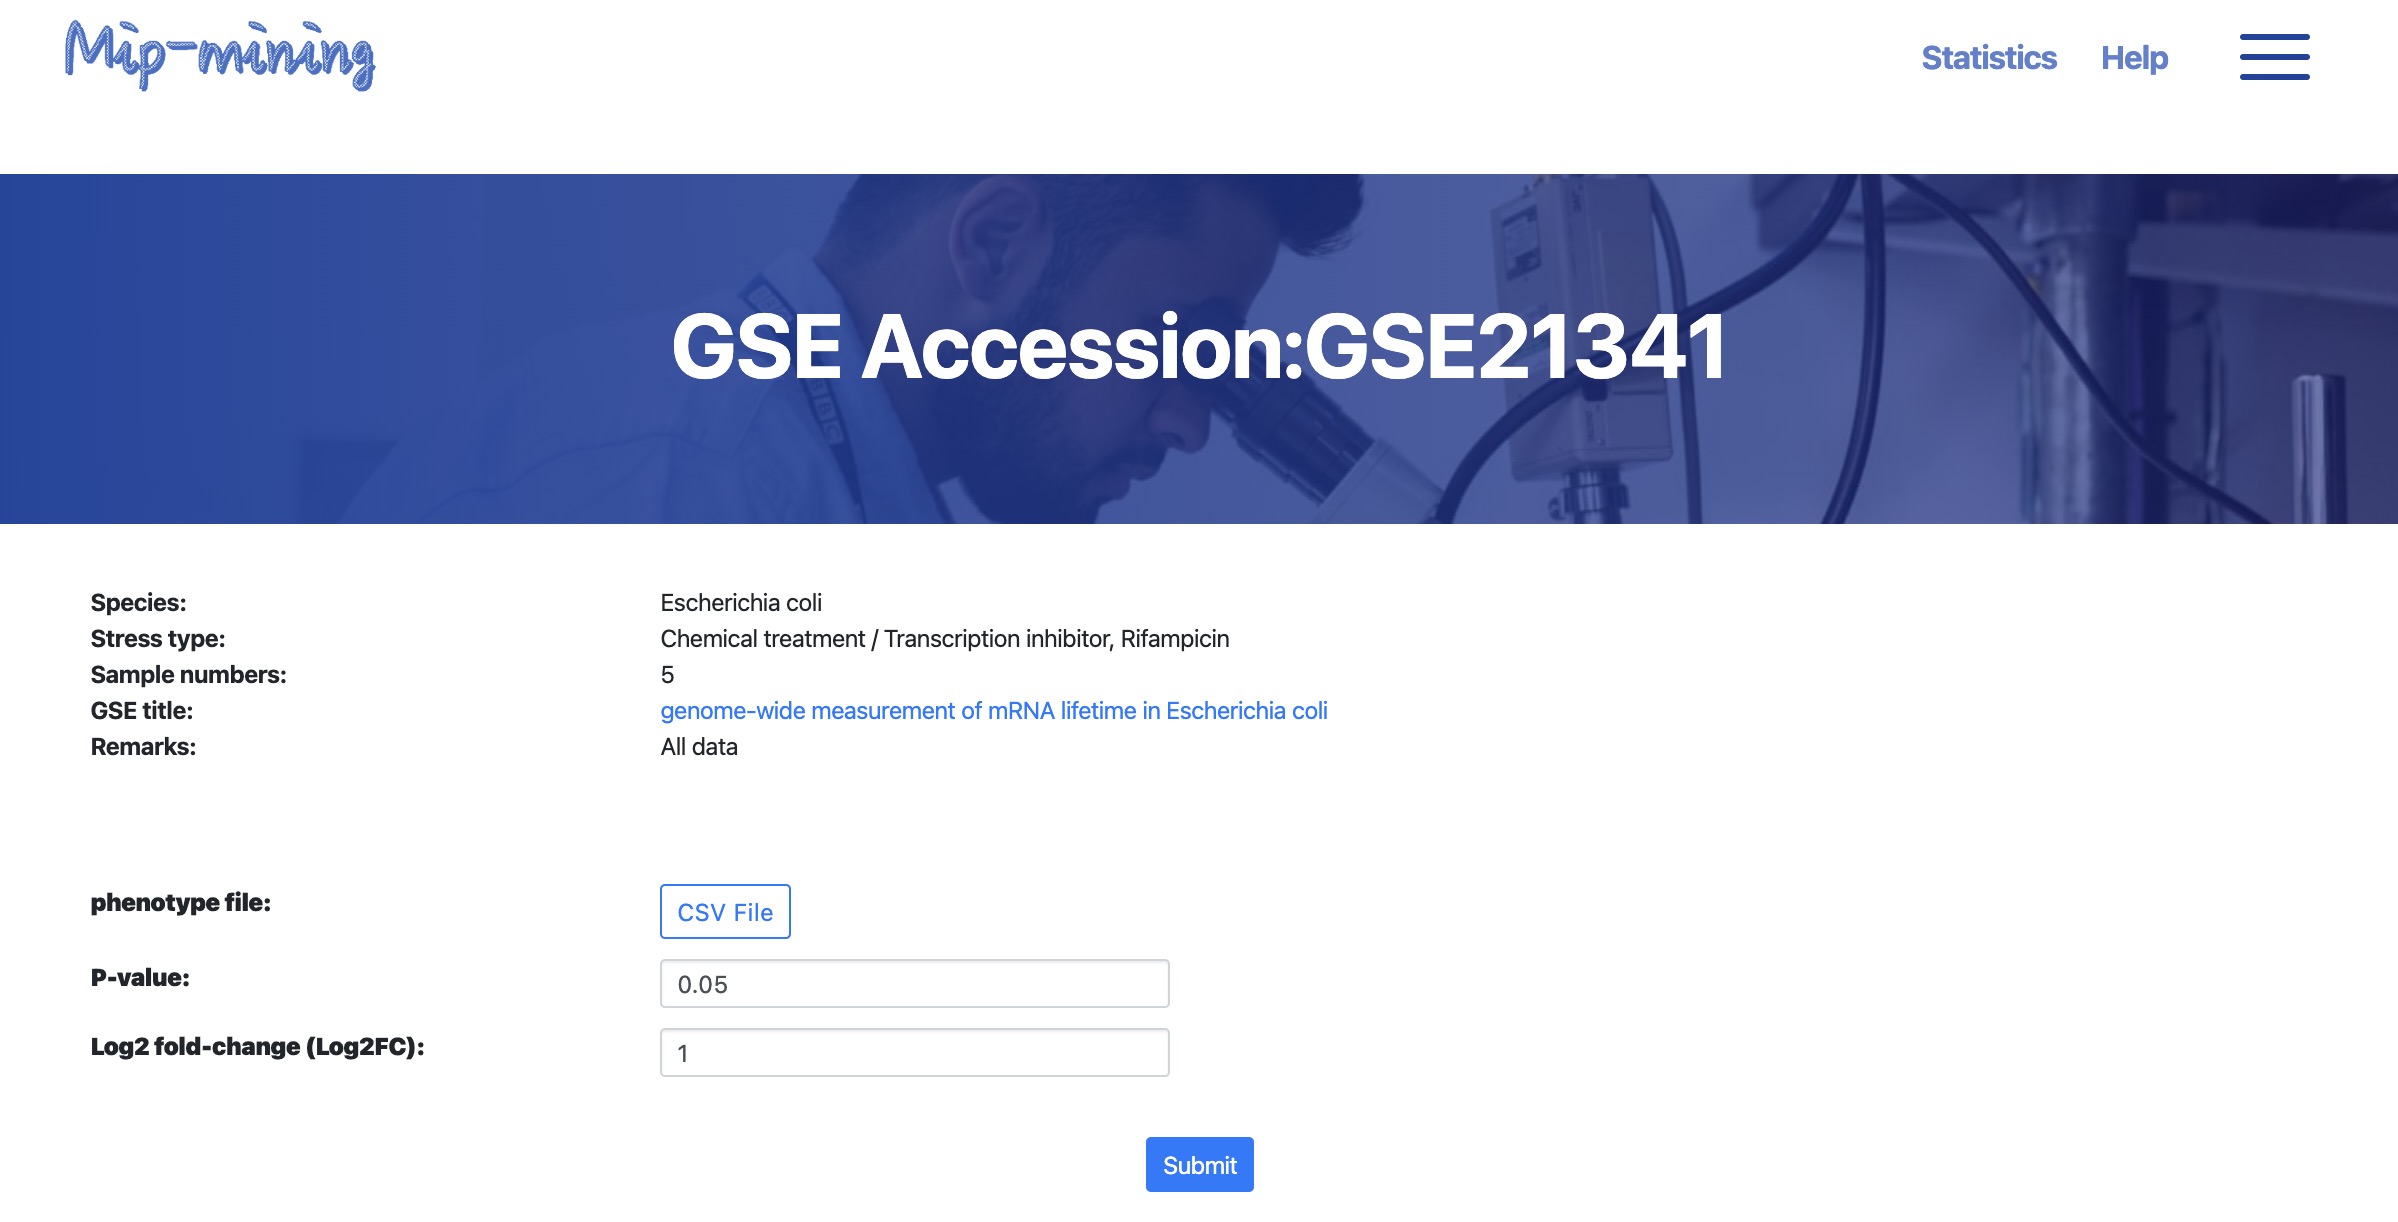 Mip-mining
Statistics Help
GSE Accession:GSE21341
Species: Escherichia coli
Stress type: Chemical treatment / Transcription inhibitor, Rifampicin
Sample numbers: 5
GSE title: genome-wide measurement of mRNA lifetime in Escherichia coli
Remarks: All data
phenotype file: CSV File
P-value: 0.05
Log2 fold-change (Log2FC): 1
Submit